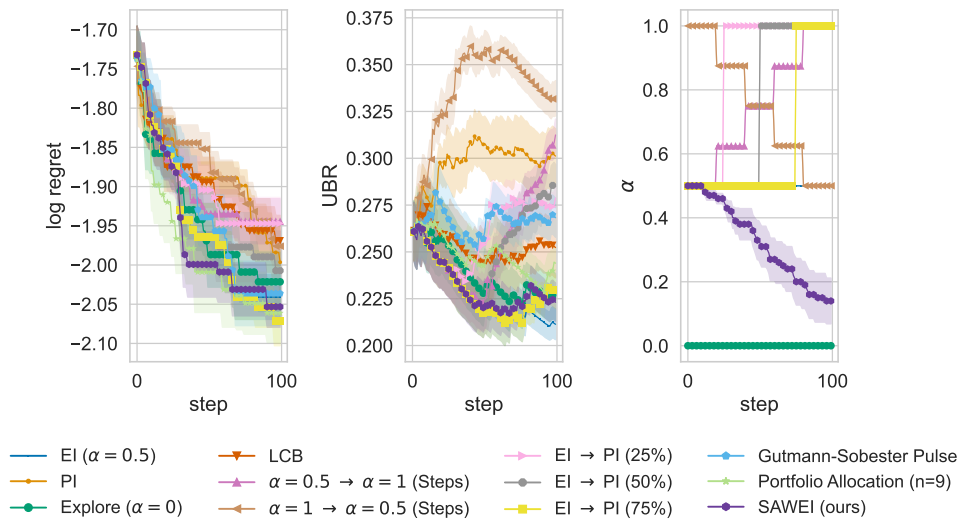 −1.70
−1.75
−1.80
−1.85
−1.90
−1.95
−2.00
−2.05
−2.10
log regret
0
100
step
0.375
0.350
0.325
0.300
0.275
0.250
0.225
0.200
UBR
0
100
step
1.0
0.8
0.6
0.4
0.2
0.0
α
0
100
step
EI (α = 0.5)
PI
Explore (α = 0)
LCB
α = 0.5 → α = 1 (Steps)
α = 1 → α = 0.5 (Steps)
EI → PI (25%)
EI → PI (50%)
EI → PI (75%)
Gutmann-Sobester Pulse
Portfolio Allocation (n=9)
SAWEI (ours)